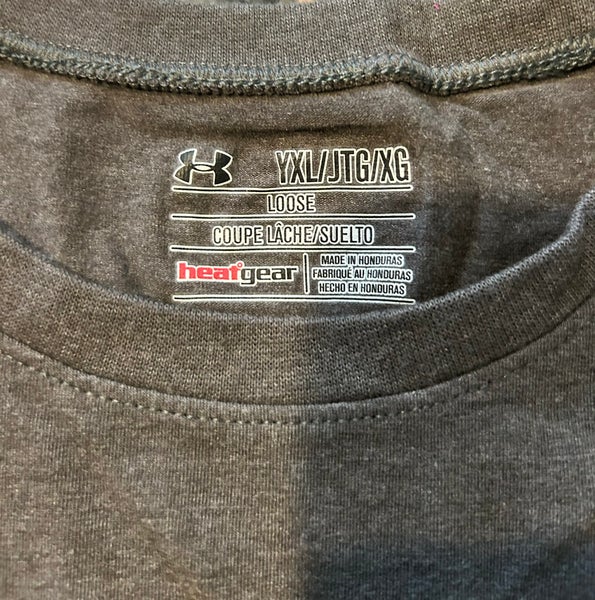 YXL/JTG/XG
LOOSE
COUPE LÂCHE/SUELTO
heatgear
MADE IN HONDURAS
FABRIQUÉ AU HONDURAS
HECHO EN HONDURAS